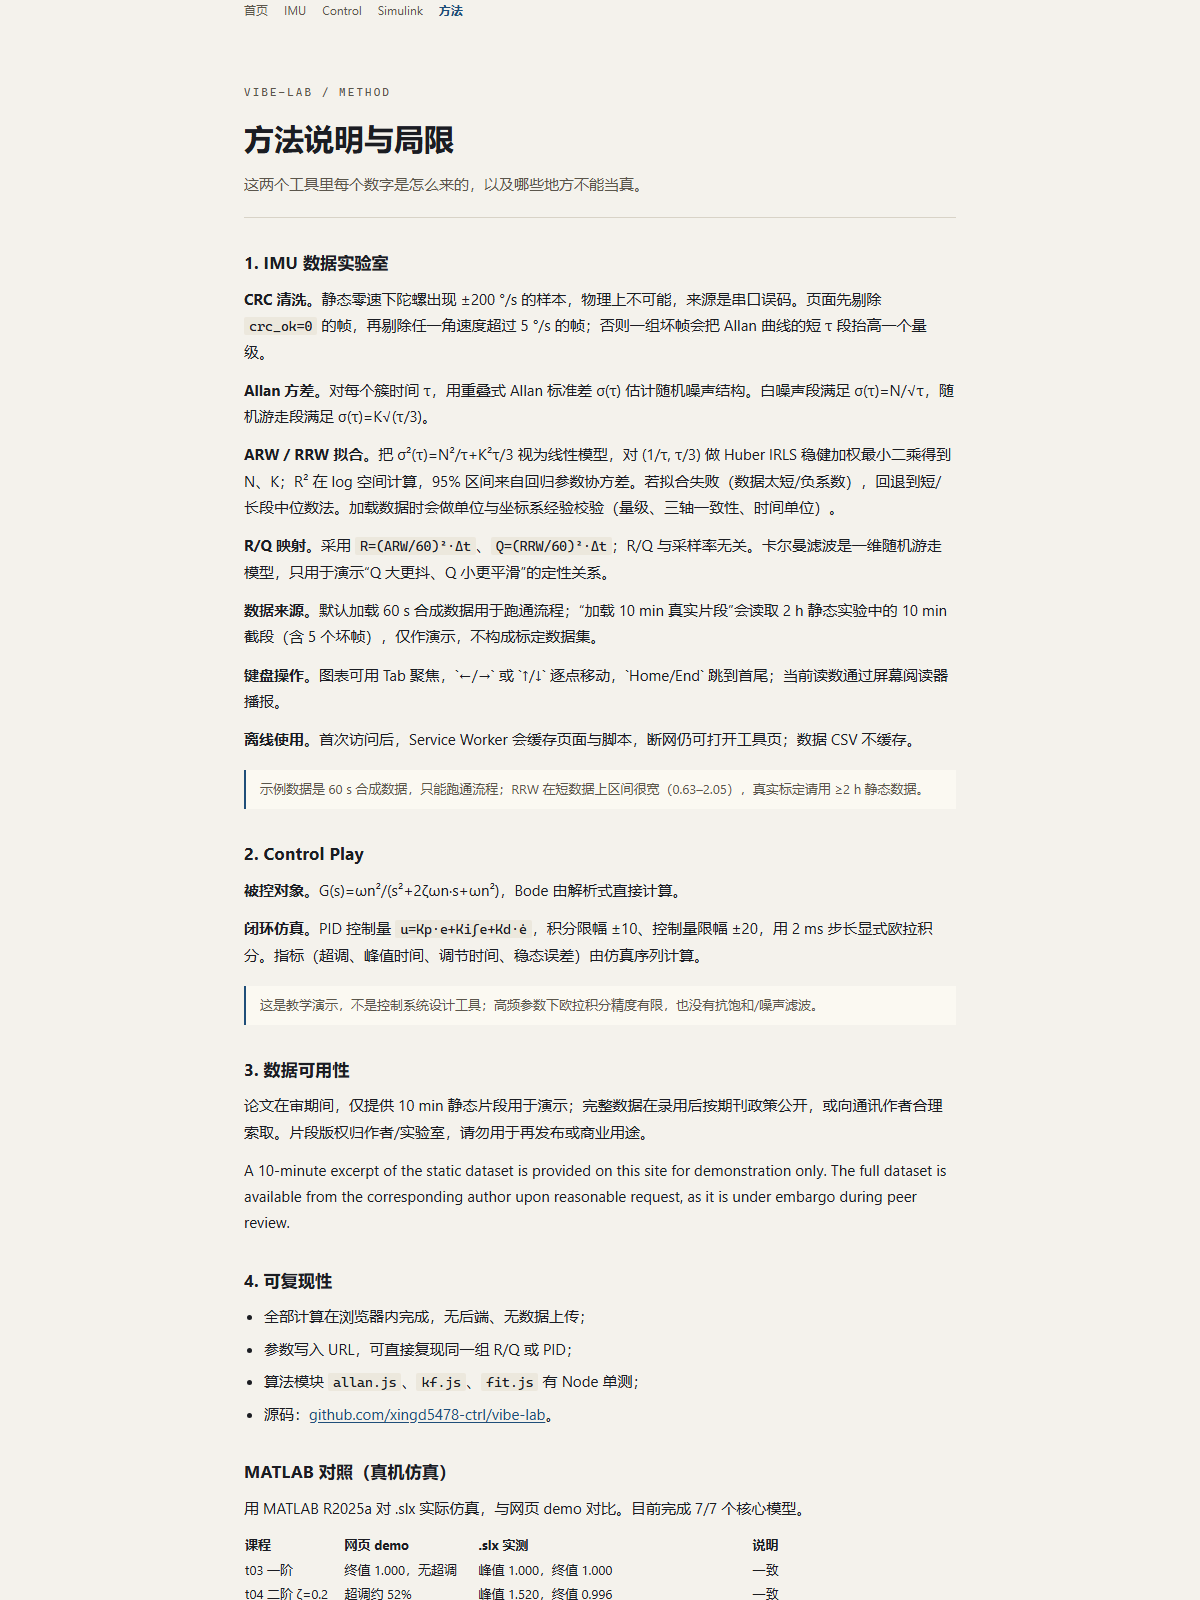 首页 IMU Control Simulink 方法
VIBE-LAB / METHOD
方法说明与局限
这两个工具里每个数字是怎么来的，以及哪些地方不能当真。
1. IMU 数据实验室
CRC 清洗。静态零速下陀螺出现 ±200 °/s 的样本，物理上不可能，来源是串口误码。页面先剔除
crc_ok=0 的帧，再剔除任一角速度超过 5 °/s 的帧；否则一组坏帧会把 Allan 曲线的短 τ 段抬高一个量
级。
Allan 方差。对每个簇时间 τ，用重叠式 Allan 标准差 σ(τ) 估计随机噪声结构。白噪声段满足 σ(τ)=N/√τ，随
机游走段满足 σ(τ)=K√(τ/3)。
ARW / RRW 拟合。把 σ²(τ)=N²/τ+K²τ/3 视为线性模型，对 (1/τ, τ/3) 做 Huber IRLS 稳健加权最小二乘得到
N、K；R² 在 log 空间计算，95% 区间来自回归参数协方差。若拟合失败（数据太短/负系数），回退到短/
长段中位数法。加载数据时会做单位与坐标系经验校验（量级、三轴一致性、时间单位）。
R/Q 映射。采用 R=(ARW/60)²·Δt、Q=(RRW/60)²·Δt；R/Q 与采样率无关。卡尔曼滤波是一维随机游走
模型，只用于演示“Q 大更抖、Q 小更平滑”的定性关系。
数据来源。默认加载 60 s 合成数据用于跑通流程；“加载 10 min 真实片段”会读取 2 h 静态实验中的 10 min
截段（含 5 个坏帧），仅作演示，不构成标定数据集。
键盘操作。图表可用 Tab 聚焦，`←/→` 或 `↑/↓` 逐点移动，`Home/End` 跳到首尾；当前读数通过屏幕阅读器
播报。
离线使用。首次访问后，Service Worker 会缓存页面与脚本，断网仍可打开工具页；数据 CSV 不缓存。
示例数据是 60 s 合成数据，只能跑通流程；RRW 在短数据上区间很宽（0.63–2.05），真实标定请用 ≥2 h 静态数据。
2. Control Play
被控对象。G(s)=ωn²/(s²+2ζωn·s+ωn²)，Bode 由解析式直接计算。
闭环仿真。PID 控制量 u=Kp·e+Ki∫e+Kd·ė，积分限幅 ±10、控制量限幅 ±20，用 2 ms 步长显式欧拉积
分。指标（超调、峰值时间、调节时间、稳态误差）由仿真序列计算。
这是教学演示，不是控制系统设计工具；高频参数下欧拉积分精度有限，也没有抗饱和/噪声滤波。
3. 数据可用性
论文在审期间，仅提供 10 min 静态片段用于演示；完整数据在录用后按期刊政策公开，或向通讯作者合理
索取。片段版权归作者/实验室，请勿用于再发布或商业用途。
A 10-minute excerpt of the static dataset is provided on this site for demonstration only. The full dataset is
available from the corresponding author upon reasonable request, as it is under embargo during peer
review.
4. 可复现性
• 全部计算在浏览器内完成，无后端、无数据上传；
• 参数写入 URL，可直接复现同一组 R/Q 或 PID；
• 算法模块 allan.js、kf.js、fit.js 有 Node 单测；
• 源码：github.com/xingd5478-ctrl/vibe-lab。
MATLAB 对照（真机仿真）
用 MATLAB R2025a 对 .slx 实际仿真，与网页 demo 对比。目前完成 7/7 个核心模型。
课程 网页 demo .slx 实测 说明
t03 一阶 终值 1.000，无超调 峰值 1.000，终值 1.000 一致
t04 二阶 ζ=0.2 超调约 52% 峰值 1.520，终值 0.996 一致